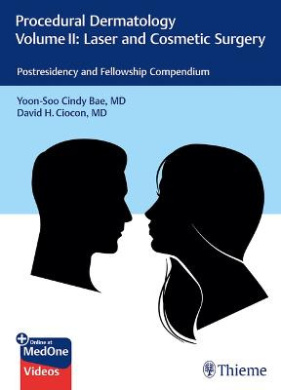 Procedural Dermatology
Volume II: Laser and Cosmetic Surgery
Postresidency and Fellowship Compendium
Yoon-Soo Cindy Bae, MD
David H. Ciocon, MD
Online at
MedOne
Videos
Thieme